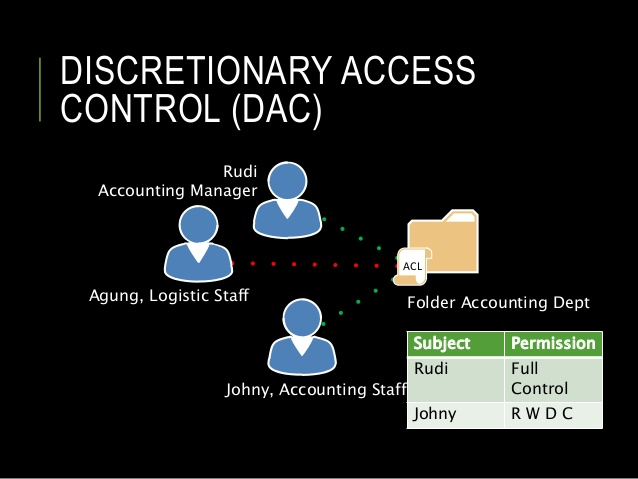 DISCRETIONARY ACCESS
CONTROL (DAC)
Rudi
Accounting Manager
ACL
Agung, Logistic Staff
Folder Accounting Dept
Johny, Accounting Staff
Subject Permission
Rudi Full
Control
Johny R W D C